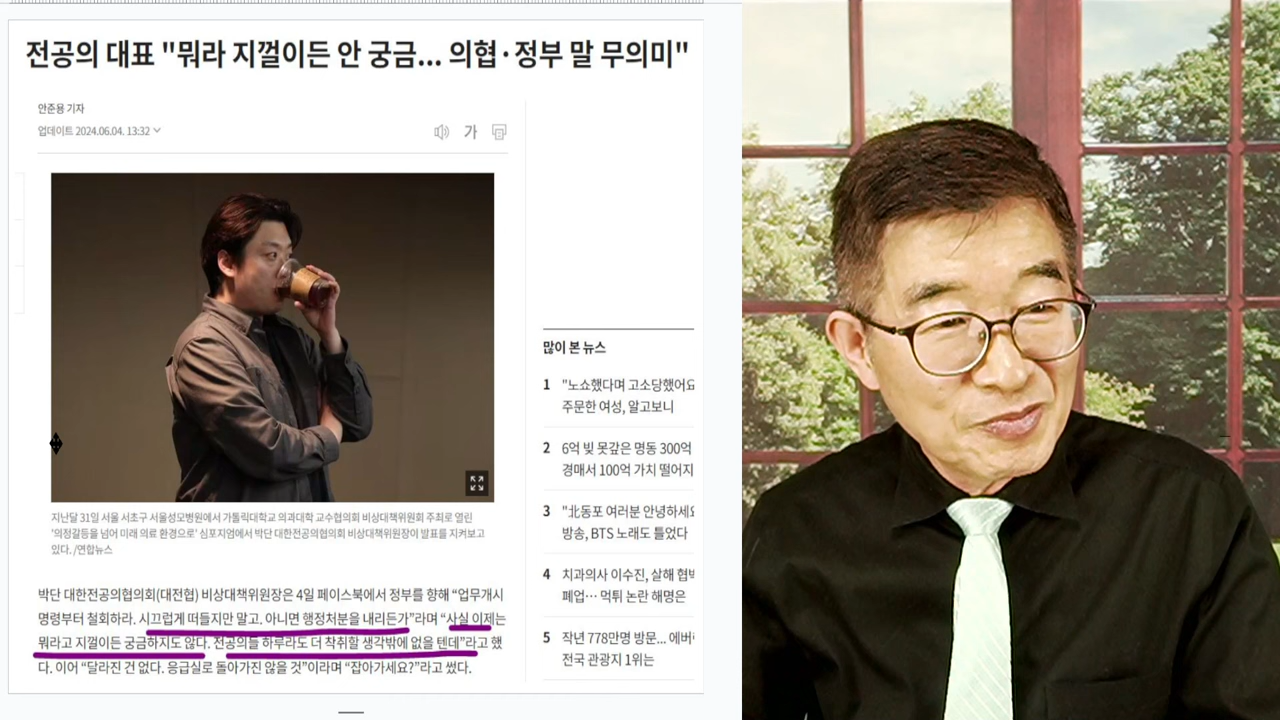 전공의 대표 "뭐라 지껄이든 안 궁금... 의협·정부 말 무의미"
안준용 기자
업데이트 2024.06.04. 13:32
가
지난달 31일 서울 서초구 서울성모병원에서 가톨릭대학교 의과대학 교수협의회 비상대책위원회 주최로 열린
'의정갈등을 넘어 미래 의료 환경으로' 심포지엄에서 박단 대한전공의협의회 비상대책위원장이 발표를 지켜보고
있다. /연합뉴스
박단 대한전공의협의회(대전협) 비상대책위원장은 4일 페이스북에서 정부를 향해 “업무개시
명령부터 철회하라. 시끄럽게 떠들지만 말고. 아니면 행정처분을 내리든가”라며 “사실 이제는
뭐라고 지껄이든 궁금하지도 않다. 전공의들 하루라도 더 착취할 생각밖에 없을 텐데”라고 했
다. 이어 “달라진 건 없다. 응급실로 돌아가진 않을 것”이라며 “잡아가세요?”라고 썼다.
많이 본 뉴스
1 "노쇼했다며 고소당했어요
주문한 여성, 알고보니
2 6억 빚 못갚은 명동 300억
경매서 100억 가치 떨어지
3 "北동포 여러분 안녕하세요
방송, BTS 노래도 틀었다
4 치과의사 이수진, 살해 협박
폐업… 먹튀 논란 해명은
5 작년 778만명 방문... 에버
전국 관광지 1위는